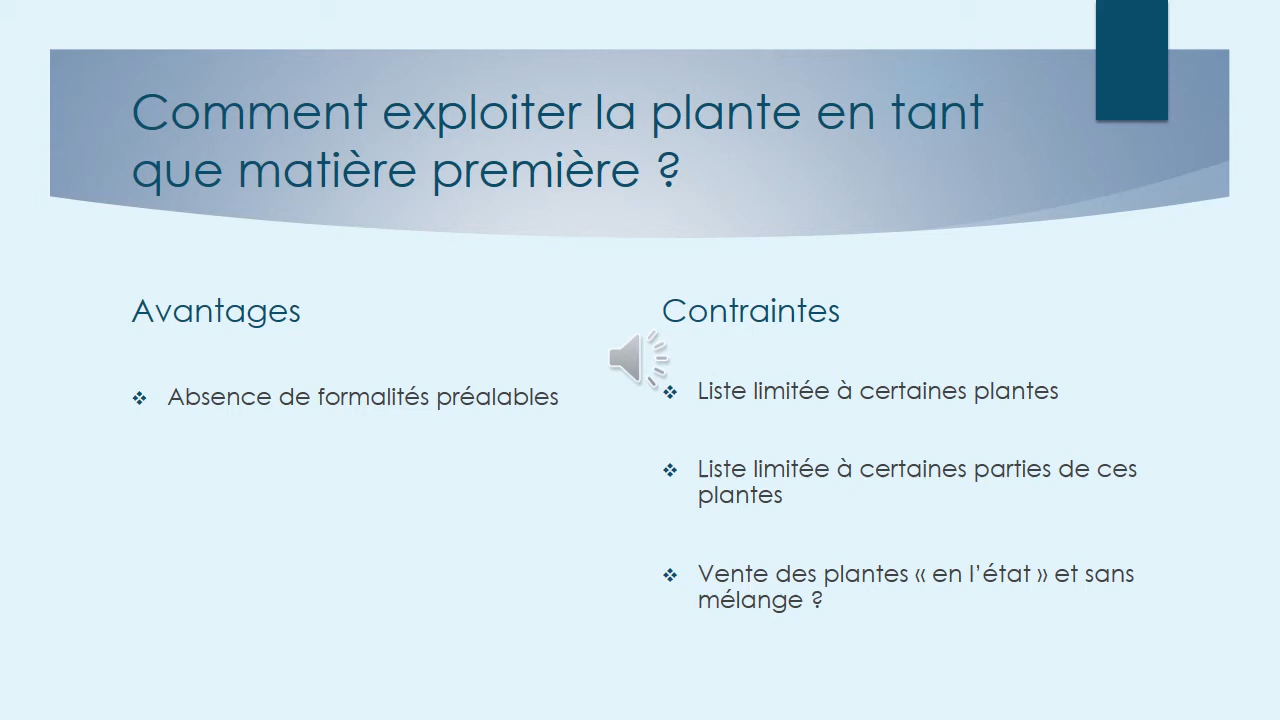 Comment exploiter la plante en tant
que matière première ?
Avantages
❖ Absence de formalités préalables
Contraintes
❖ Liste limitée à certaines plantes
❖ Liste limitée à certaines parties de ces
plantes
❖ Vente des plantes « en l’état » et sans
mélange ?